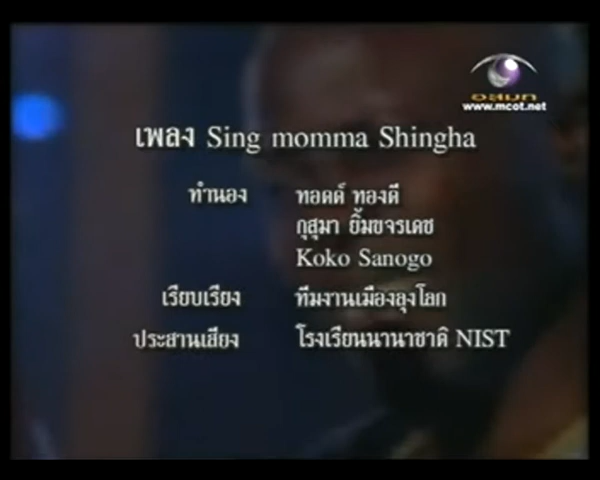 อสมท
www.mcot.net
เพลง Sing momma Shingha
ทำนอง ทอดด์ ทองดี
กุสุมา ยิ้มขจรเดช
Koko Sanogo
เรียบเรียง ทีมงานเมืองลุงโลก
ประสานเสียง โรงเรียนนานาชาติ NIST